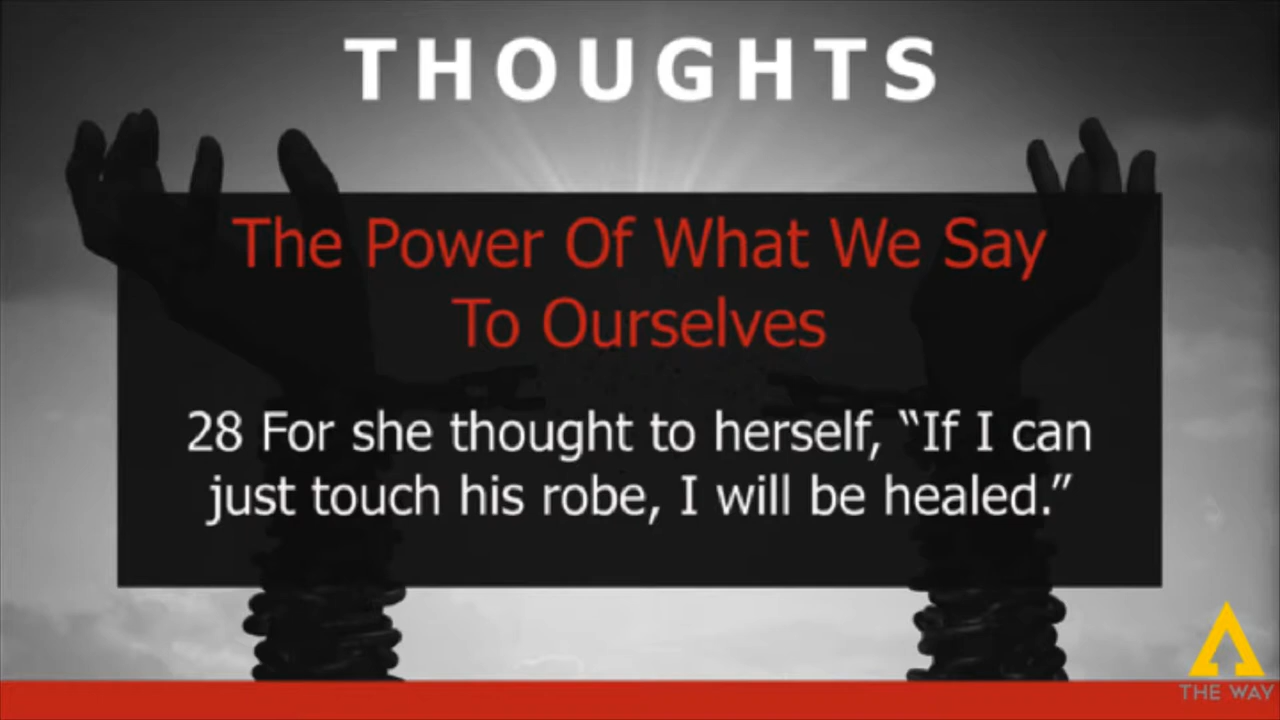 THOUGHTS
The Power Of What We Say
To Ourselves
28 For she thought to herself, “If I can
just touch his robe, I will be healed.”
THE WAY